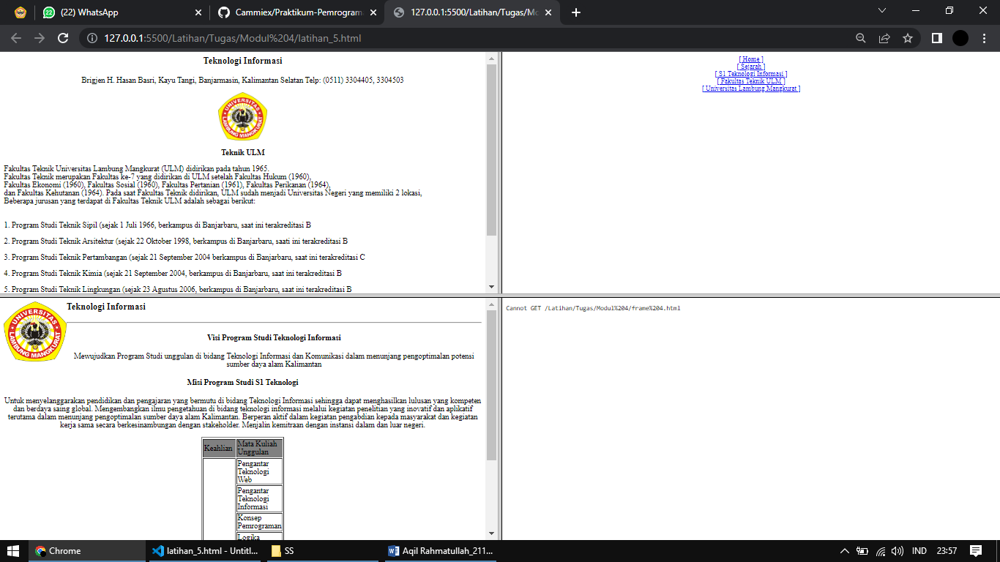 (22) WhatsApp
Cammiex/Praktikum-Pemrogram
127.0.0.1:5500/Latihan/Tugas/Mo
127.0.0.1:5500/Latihan/Tugas/Modul%204/latihan_5.html
Teknologi Informasi
Brigjen H. Hasan Basri, Kayu Tangi, Banjarmasin, Kalimantan Selatan Telp: (0511) 3304405, 3304503
UNIVERSITAS
LAMBUNG MANGKURAT
Teknik ULM
Fakultas Teknik Universitas Lambung Mangkurat (ULM) didirikan pada tahun 1965.
Fakultas Teknik merupakan Fakultas ke-7 yang didirikan di ULM setelah Fakultas Hukum (1960),
Fakultas Ekonomi (1960), Fakultas Sosial (1960), Fakultas Pertanian (1961), Fakultas Perikanan (1964),
dan Fakultas Kehutanan (1964). Pada saat Fakultas Teknik didirikan, ULM sudah menjadi Universitas Negeri yang memiliki 2 lokasi,
Beberapa jurusan yang terdapat di Fakultas Teknik ULM adalah sebagai berikut:
1. Program Studi Teknik Sipil (sejak 1 Juli 1966, berkampus di Banjarbaru, saat ini terakreditasi B
2. Program Studi Teknik Arsitektur (sejak 22 Oktober 1998, berkampus di Banjarbaru, saati ini terakreditasi B
3. Program Studi Teknik Pertambangan (sejak 21 September 2004 berkampus di Banjarbaru, saat ini terakreditasi C
4. Program Studi Teknik Kimia (sejak 21 September 2004, berkampus di Banjarbaru, saat ini terakreditasi B
5. Program Studi Teknik Lingkungan (sejak 23 Agustus 2006, berkampus di Banjarbaru, saat ini terakreditasi B
[ Home ]
[ Sejarah ]
[ S1 Teknologi Informasi ]
[ Fakultas Teknik ULM ]
[ Universitas Lambung Mangkurat ]
UNIVERSITAS
LAMBUNG MANGKURAT
Teknologi Informasi
Visi Program Studi Teknologi Informasi
Mewujudkan Program Studi unggulan di bidang Teknologi Informasi dan Komunikasi dalam menunjang pengoptimalan potensi
sumber daya alam Kalimantan
Misi Program Studi S1 Teknologi
Untuk menyelanggarakan pendidikan dan pengajaran yang bermutu di bidang Teknologi Informasi sehingga dapat menghasilkan lulusan yang kompeten
dan berdaya saing global. Mengembangkan ilmu pengetahuan di bidang teknologi informasi melalui kegiatan penelitian yang inovatif dan aplikatif
terutama dalam menunjang pengoptimalan sumber daya alam Kalimantan. Berperan aktif dalam kegiatan pengabdian kepada masyarakat dan kegiatan
kerja sama secara berkesinambungan dengan stakeholder. Menjalin kemitraan dengan instansi dalam dan luar negeri.
Keahlian
Mata Kuliah
Unggulan
Pengantar
Teknologi
Web
Pengantar
Teknologi
Informasi
Konsep
Pemrograman
Logika
Cannot GET /Latihan/Tugas/Modul%204/frame%204.html
Chrome
latihan_5.html - Untitl...
SS
Aqil Rahmatullah_211...
IND
23:57